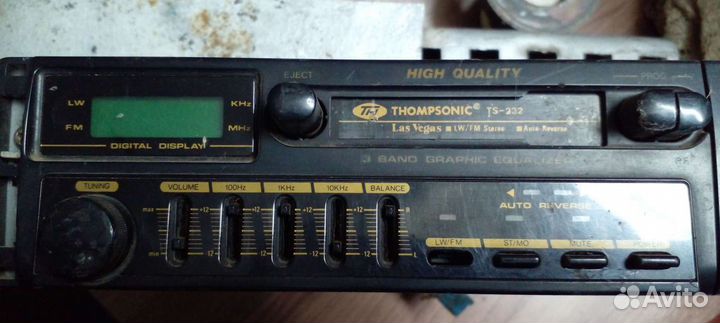 EJECT
HIGH QUALITY
PROG
LW KHz
FM MHz
DIGITAL DISPLAY
THOMPSONIC® TS-232
Las Vegas ■ LW/FM Stereo ■ Auto Reverse
3 BAND GRAPHIC EQUALIZER
TUNING
VOLUME 100Hz 1KHz 10KHz BALANCE
max +12 +12 +12 R
min -12 -12 -12 L
AUTO REVERSE
LW/FM ST/MO MUTE POWER
Avito